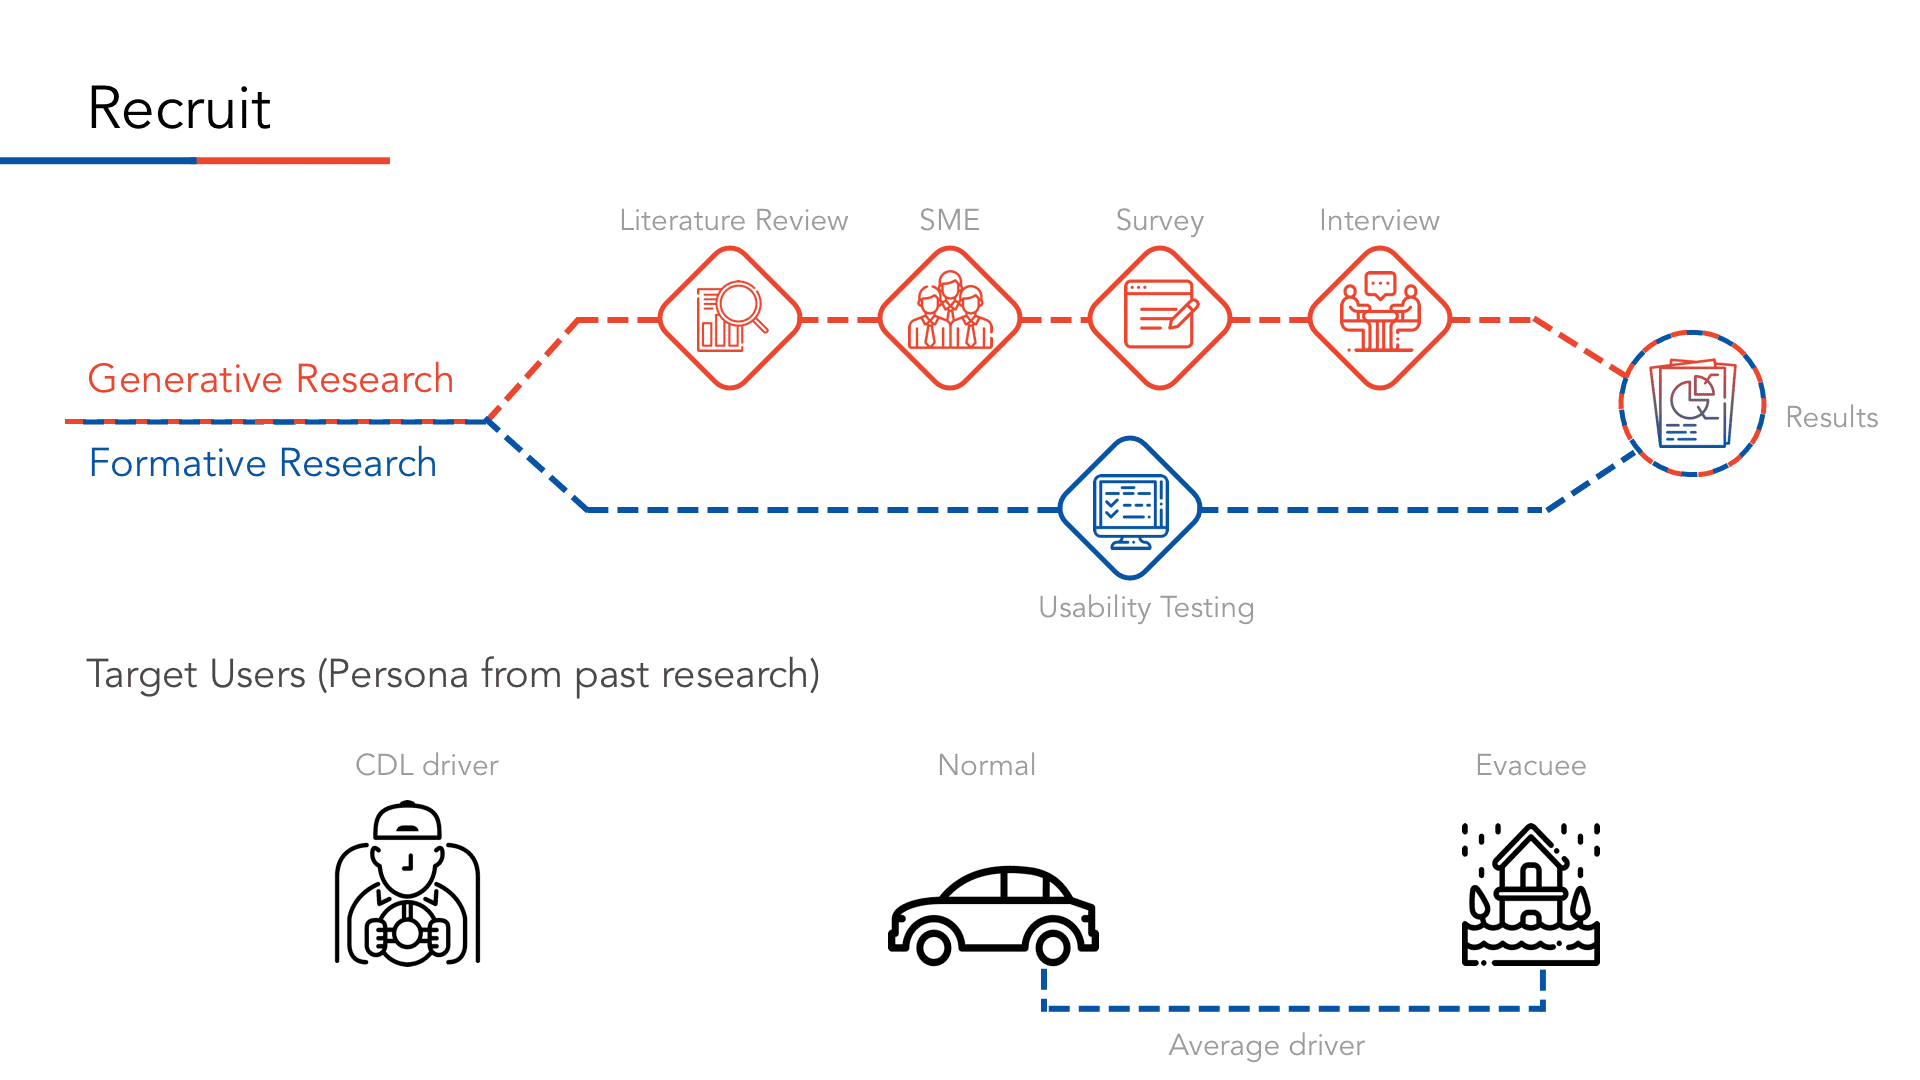 Recruit
Literature Review
SME
Survey
Interview
Generative Research
Formative Research
Results
Usability Testing
Target Users (Persona from past research)
CDL driver
Normal
Evacuee
Average driver